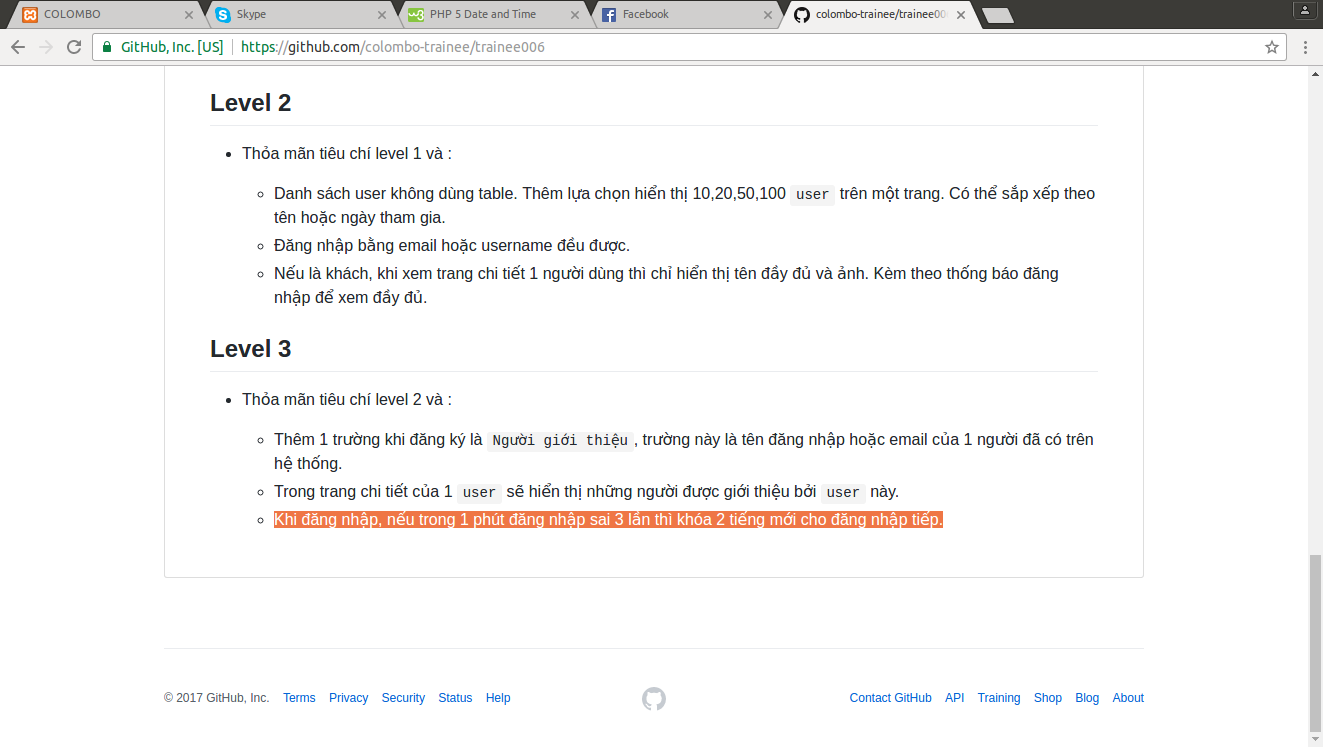 COLOMBO
Skype
PHP 5 Date and Time
Facebook
colombo-trainee/trainee00
GitHub, Inc. [US]
https://github.com/colombo-trainee/trainee006
Level 2
Thỏa mãn tiêu chí level 1 và :
Danh sách user không dùng table. Thêm lựa chọn hiển thị 10,20,50,100 user trên một trang. Có thể sắp xếp theo
tên hoặc ngày tham gia.
Đăng nhập bằng email hoặc username đều được.
Nếu là khách, khi xem trang chi tiết 1 người dùng thì chỉ hiển thị tên đầy đủ và ảnh. Kèm theo thống báo đăng
nhập để xem đầy đủ.
Level 3
Thỏa mãn tiêu chí level 2 và :
Thêm 1 trường khi đăng ký là Người giới thiệu, trường này là tên đăng nhập hoặc email của 1 người đã có trên
hệ thống.
Trong trang chi tiết của 1 user sẽ hiển thị những người được giới thiệu bởi user này.
Khi đăng nhập, nếu trong 1 phút đăng nhập sai 3 lần thì khóa 2 tiếng mới cho đăng nhập tiếp.
© 2017 GitHub, Inc. Terms Privacy Security Status Help
Contact GitHub API Training Shop Blog About